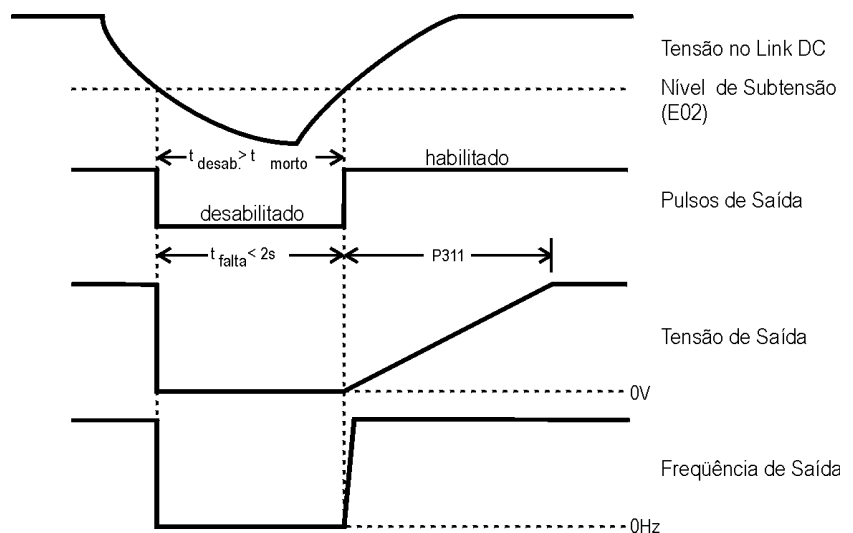 Tensão no Link DC
Nível de Subtensão
(E02)
t desab.> t morto
habilitado
desabilitado
Pulsos de Saída
t falta < 2s
P311
Tensão de Saída
0V
Freqüência de Saída
0Hz